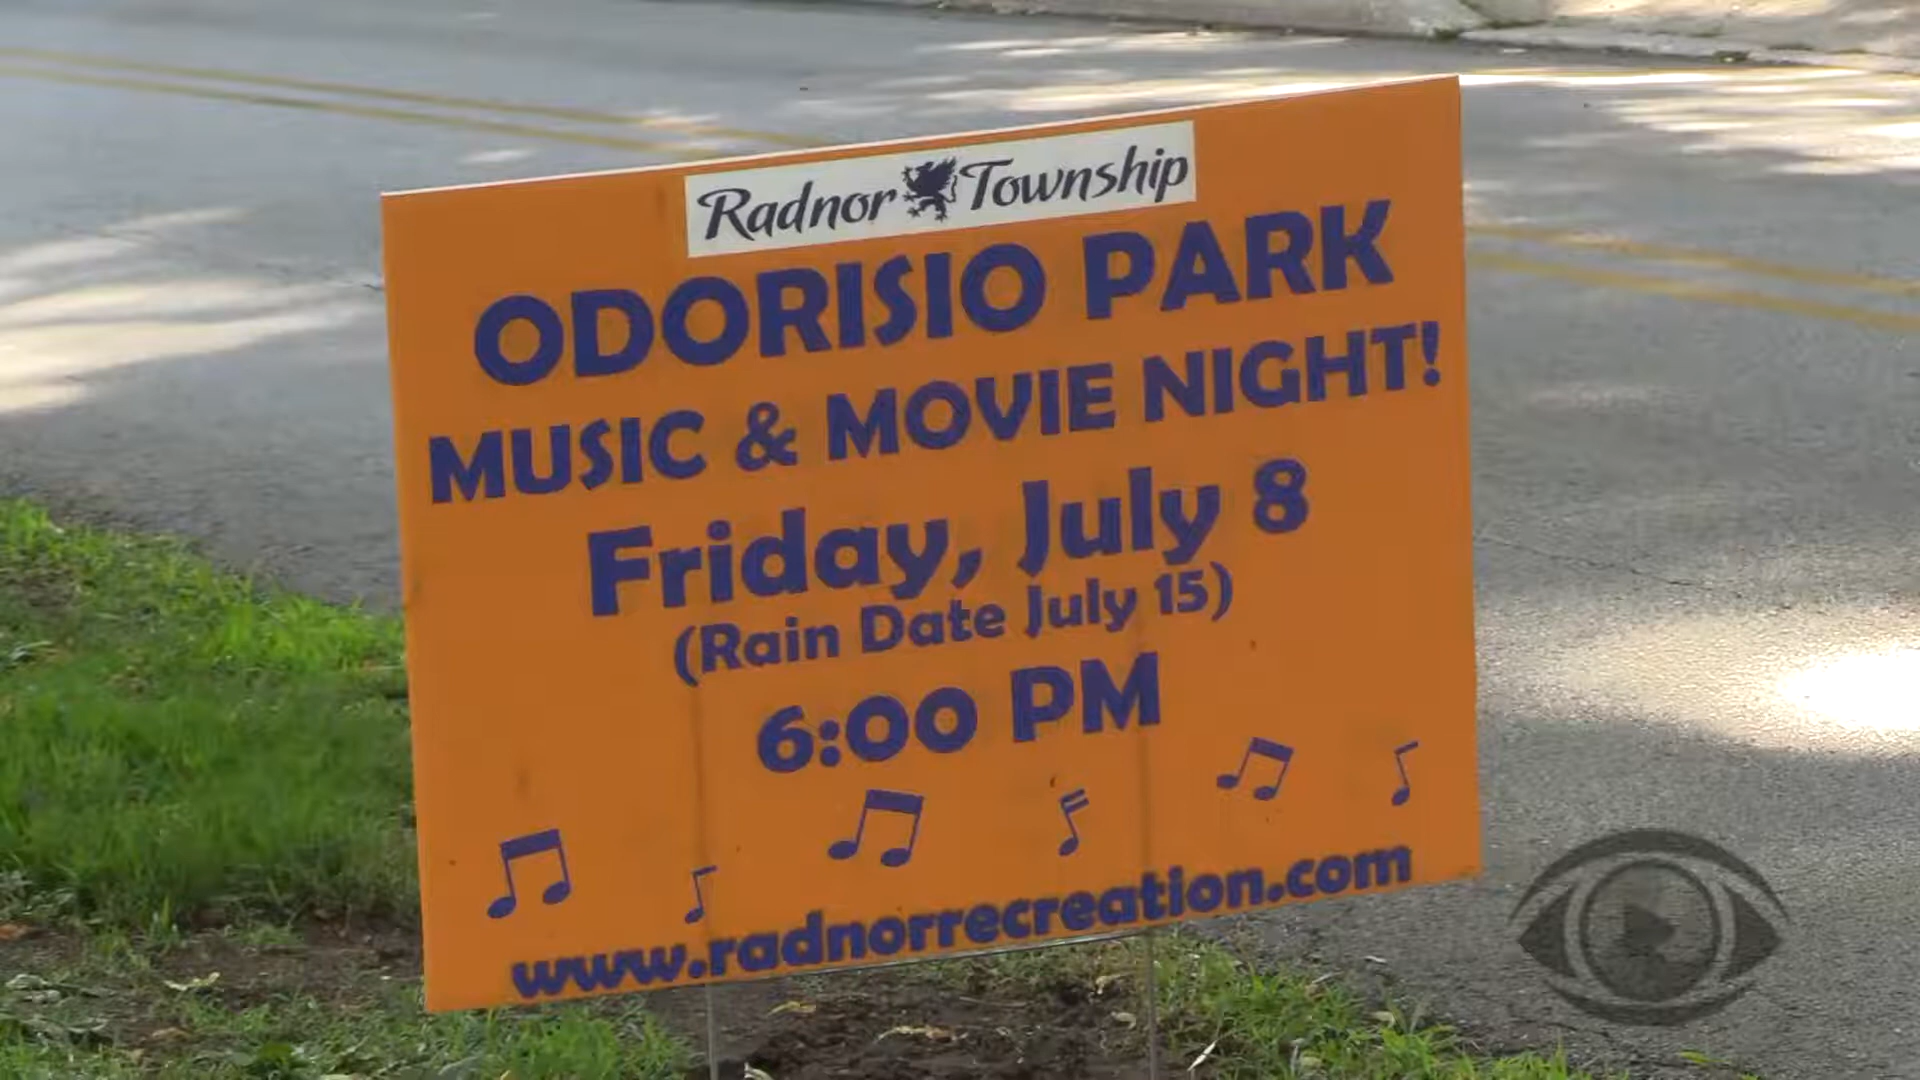 Radnor Township
ODORISIO PARK
MUSIC & MOVIE NIGHT!
Friday, July 8
(Rain Date July 15)
6:00 PM
www.radnorrecreation.com